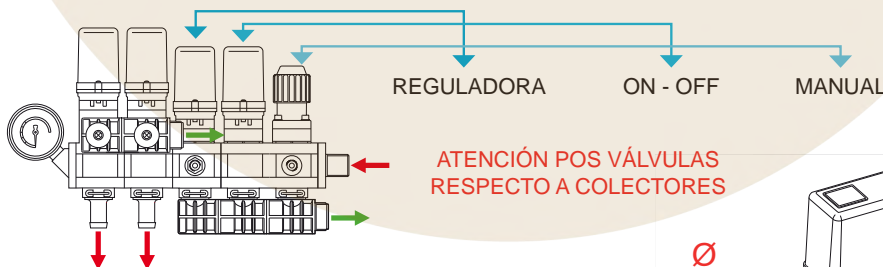 REGULADORA
ON - OFF
MANUAL
ATENCIÓN POS VÁLVULAS
RESPECTO A COLECTORES
Ø